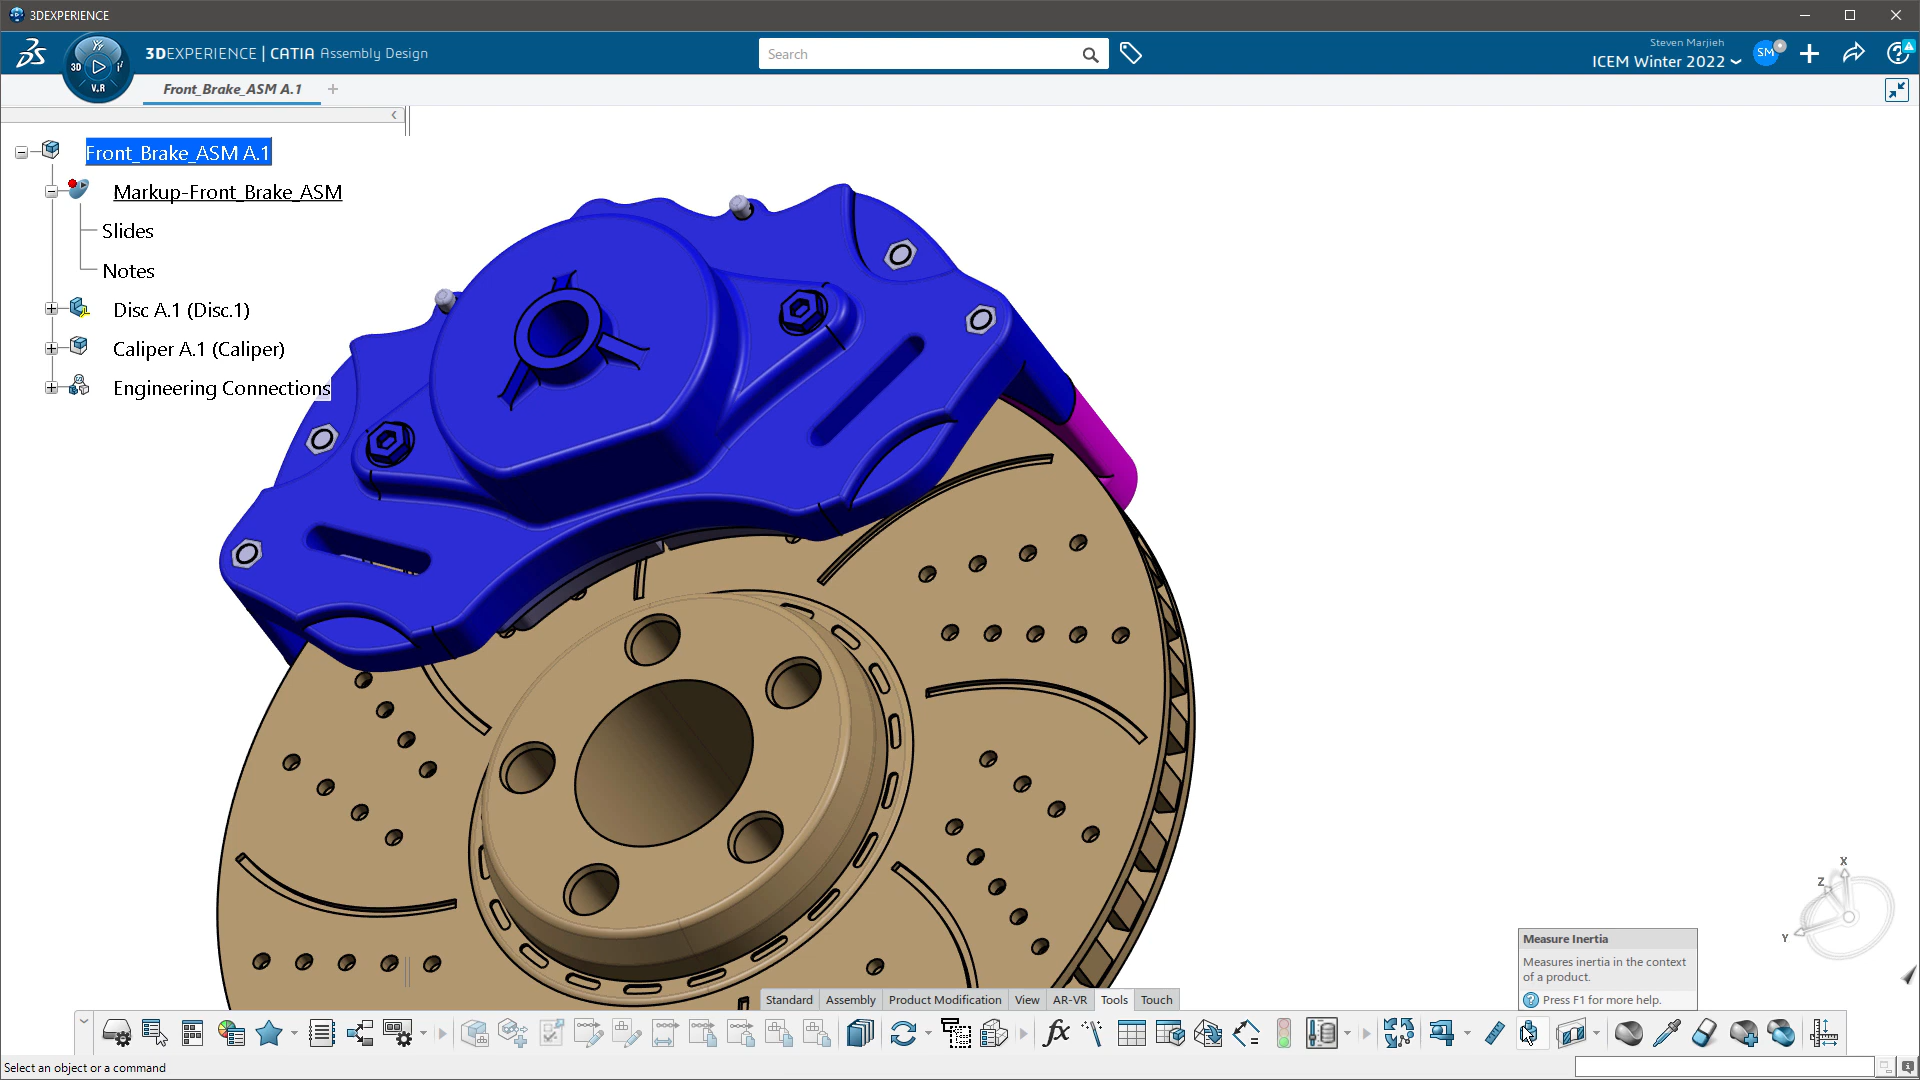 3DEXPERIENCE
3DEXPERIENCE | CATIA Assembly Design
3D
V.R
Search
Steven Marjieh
ICEM Winter 2022
SM
Front_Brake_ASM A.1
Front_Brake_ASM A.1
Markup-Front_Brake_ASM
Slides
Notes
Disc A.1 (Disc.1)
Caliper A.1 (Caliper)
Engineering Connections
X
Z
Y
Measure Inertia
Measures inertia in the context
of a product.
Press F1 for more help.
Standard
Assembly
Product Modification
View
AR-VR
Tools
Touch
fx
Select an object or a command